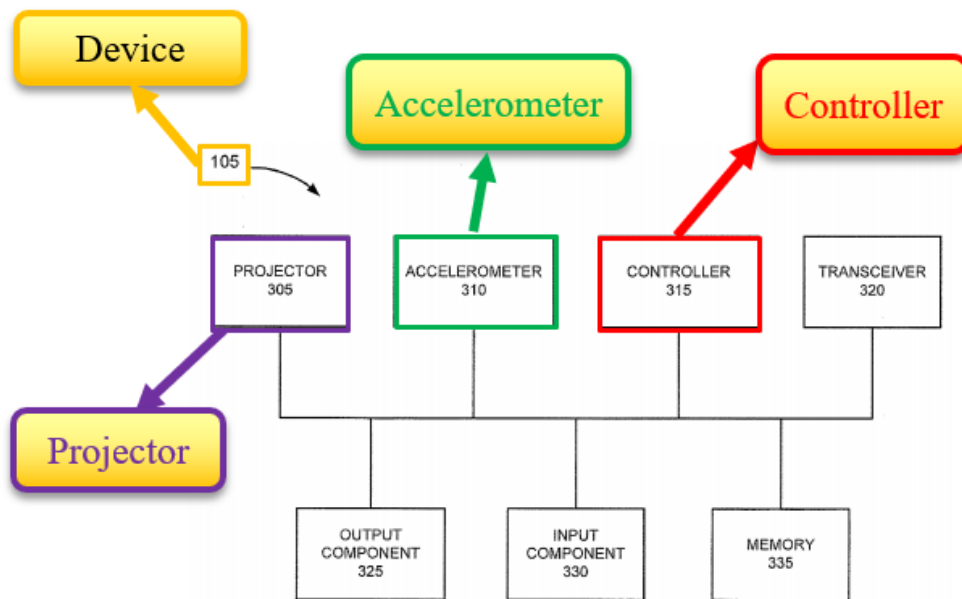 Device
Accelerometer
Controller
105
PROJECTOR
305
ACCELEROMETER
310
CONTROLLER
315
TRANSCEIVER
320
Projector
OUTPUT
COMPONENT
325
INPUT
COMPONENT
330
MEMORY
335